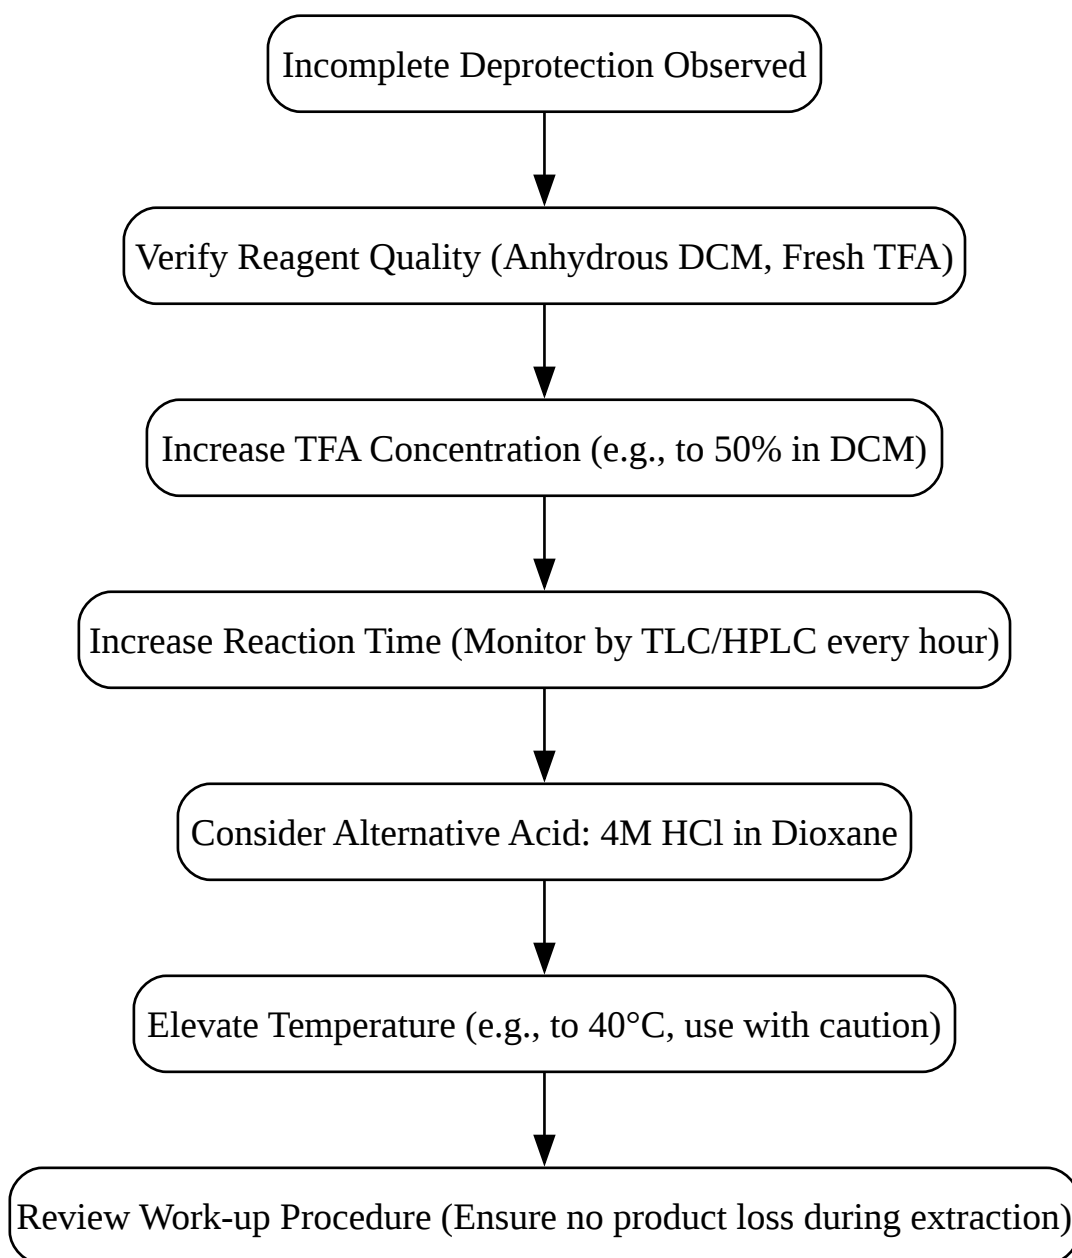 Incomplete Deprotection Observed
Verify Reagent Quality (Anhydrous DCM, Fresh TFA)
Increase TFA Concentration (e.g., to 50% in DCM)
Increase Reaction Time (Monitor by TLC/HPLC every hour)
Consider Alternative Acid: 4M HCl in Dioxane
Elevate Temperature (e.g., to 40°C, use with caution)
Review Work-up Procedure (Ensure no product loss during extraction)